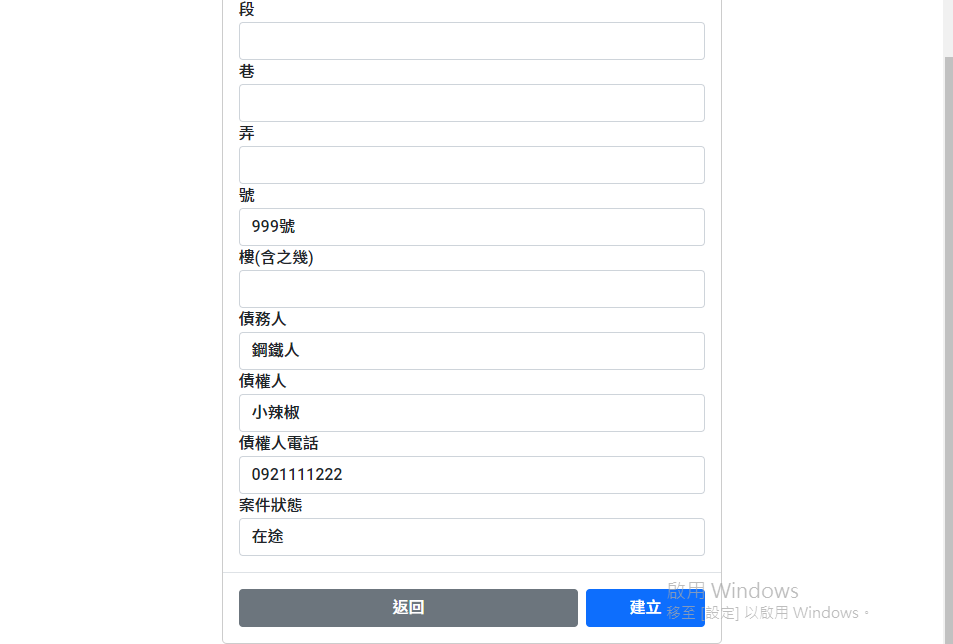 段
巷
弄
號
999號
樓(含之幾)
債務人
鋼鐵人
債權人
小辣椒
債權人電話
0921111222
案件狀態
在途
返回
建立
啟用 Windows
移至 [設定] 以啟用 Windows。